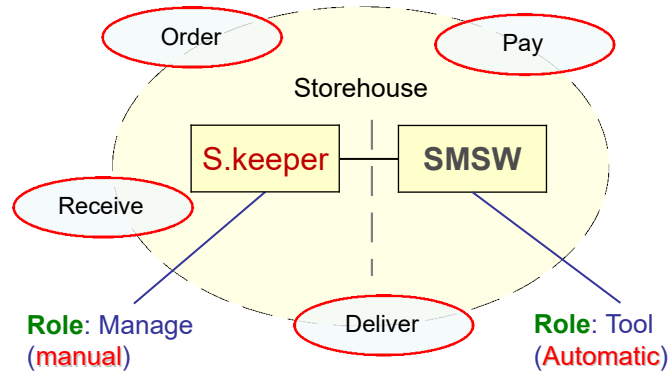 Order
Pay
Storehouse
S.keeper
SMSW
Receive
Deliver
Role: Manage
(manual)
Role: Tool
(Automatic)